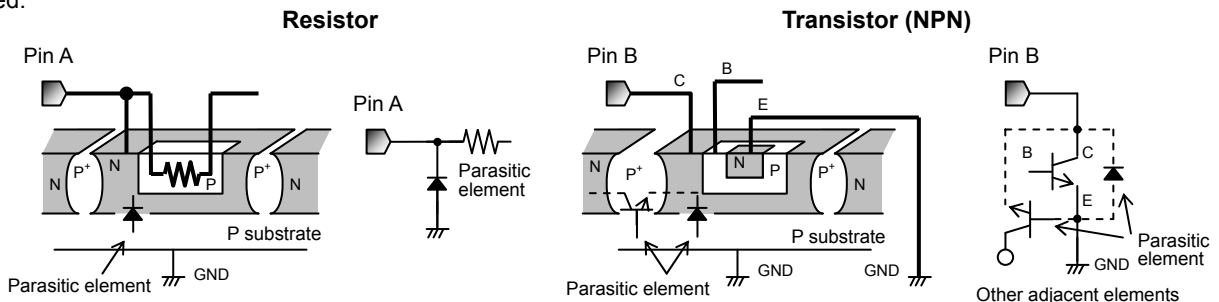 ed.
Resistor
Transistor (NPN)
Pin A
Pin A
N
P+
N
P
P+
N
Parasitic
element
P substrate
Parasitic element
GND
Pin B
C
B
E
N
P+
N
P
P+
N
P substrate
Parasitic element
GND
GND
Pin B
B
C
E
GND
Parasitic
element
Other adjacent elements